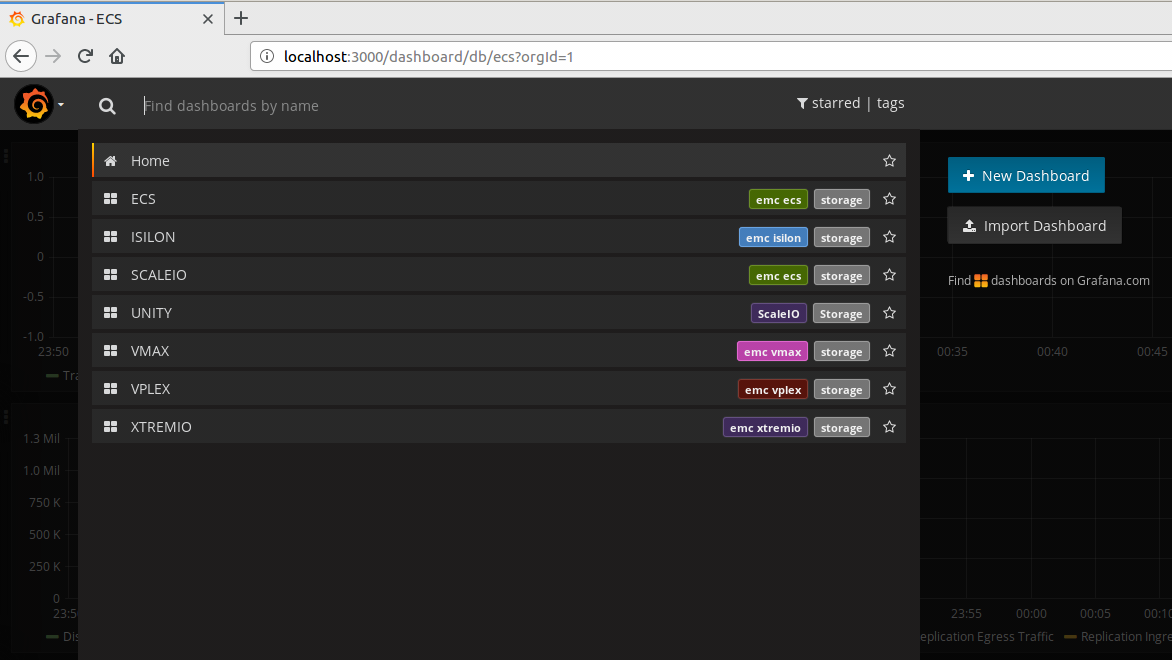 Grafana - ECS
localhost:3000/dashboard/db/ecs?orgId=1
Find dashboards by name
starred | tags
Home
ECS emc ecs storage
ISILON emc isilon storage
SCALEIO emc ecs storage
UNITY ScaleIO Storage
VMAX emc vmax storage
VPLEX emc vplex storage
XTREMIO emc xtremio storage
New Dashboard
Import Dashboard
Find dashboards on Grafana.com
1.0
0.5
0
-0.5
-1.0
23:50 00:35 00:40 00:45
Tra
1.3 Mil
1.0 Mil
750 K
500 K
250 K
0
23:5 23:55 00:00 00:05 00:10
Dis eplication Egress Traffic Replication Ingre